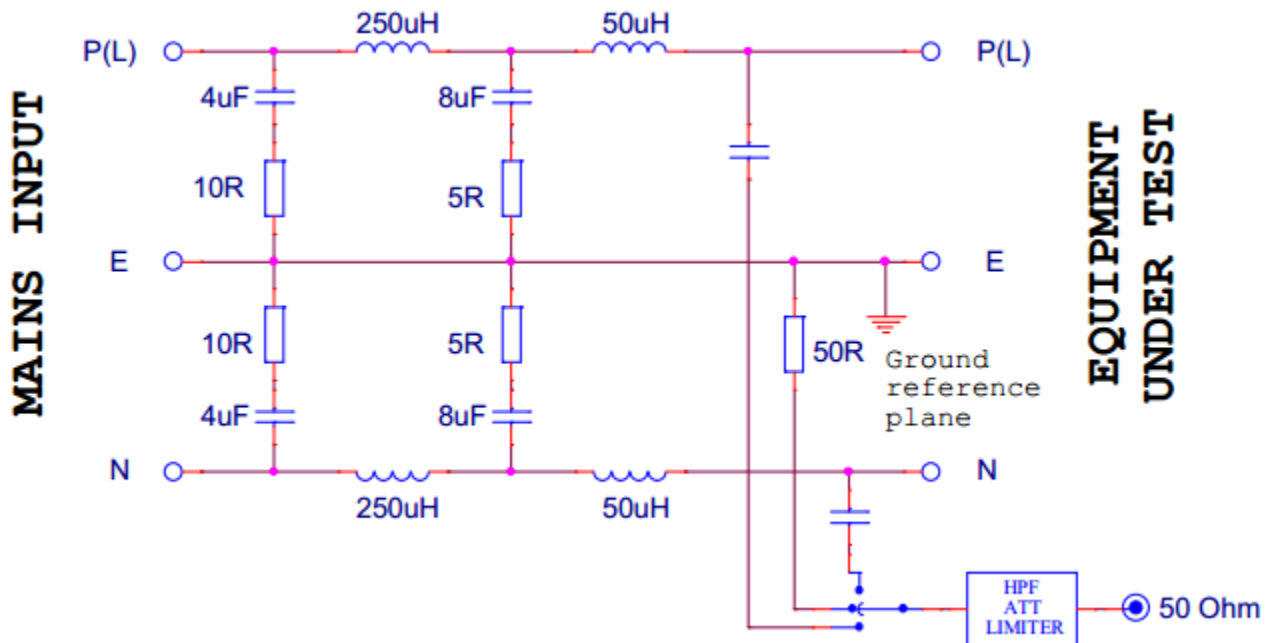 250uH
50uH
P(L)
P(L)
4uF
8uF
10R
5R
MAINS INPUT
E
E
EQUIPMENT
UNDER TEST
10R
5R
50R
Ground
reference
plane
4uF
8uF
N
N
250uH
50uH
HPF
ATT
LIMITER
50 Ohm